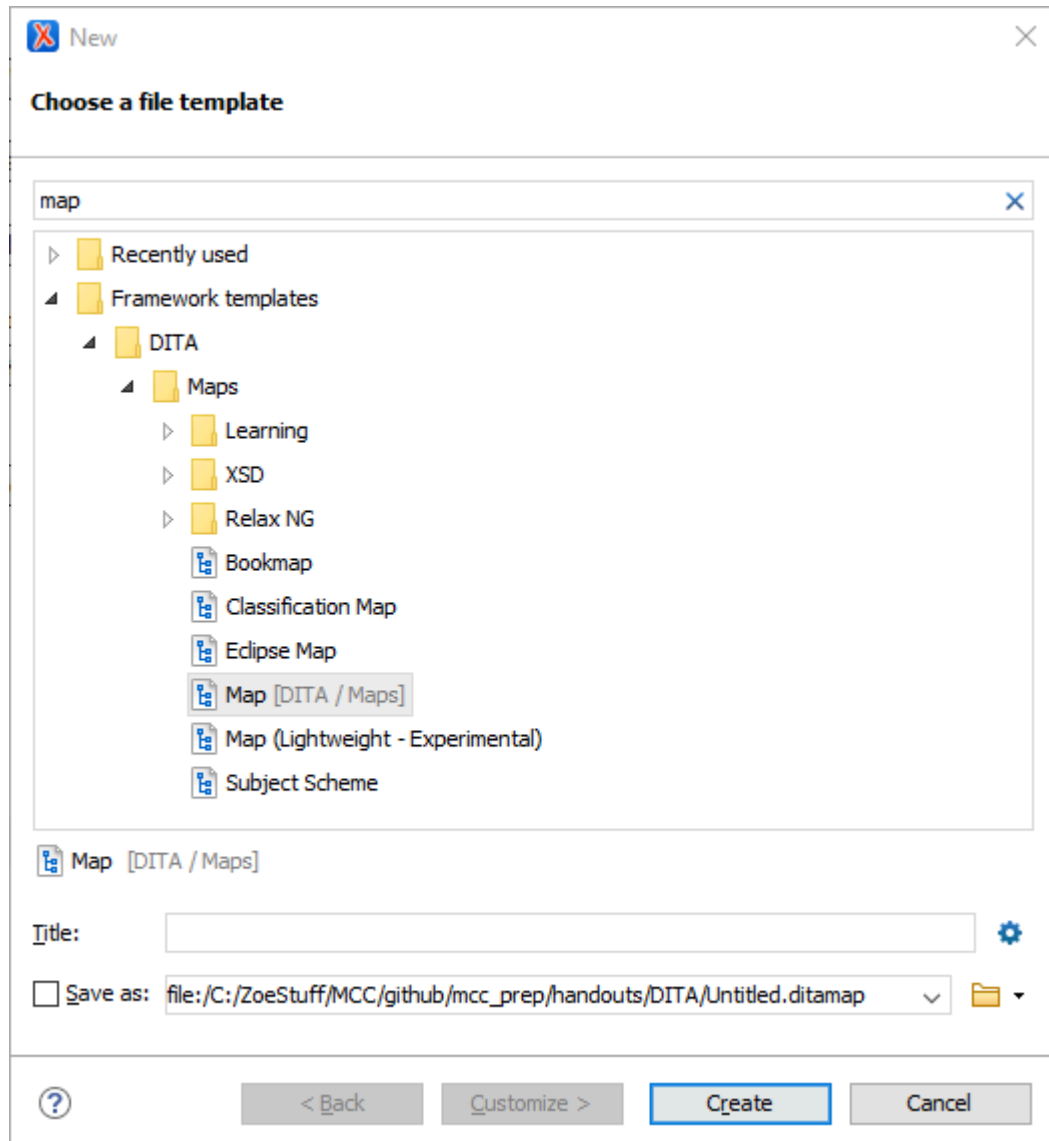 New
Choose a file template
map
Recently used
Framework templates
DITA
Maps
Learning
XSD
Relax NG
Bookmap
Classification Map
Eclipse Map
Map [DITA / Maps]
Map (Lightweight - Experimental)
Subject Scheme
Map [DITA / Maps]
Title:
Save as: file:/C:/ZoeStuff/MCC/github/mcc_prep/handouts/DITA/Untitled.ditamap
? < Back Customize > Create Cancel